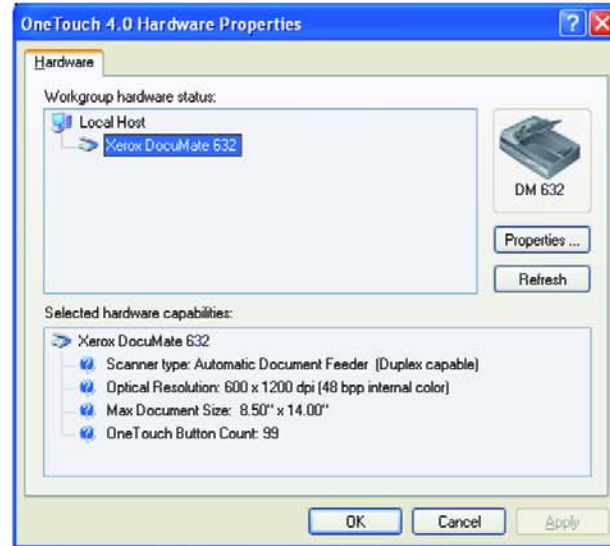 OneTouch 4.0 Hardware Properties
Hardware
Workgroup hardware status:
Local Host
Xerox DocuMate 632
DM 632
Properties ...
Refresh
Selected hardware capabilities:
Xerox DocuMate 632
Scanner type: Automatic Document Feeder (Duplex capable)
Optical Resolution: 600 x 1200 dpi (48 bpp internal color)
Max Document Size: 8.50" x 14.00"
OneTouch Button Count: 99
OK
Cancel
Apply